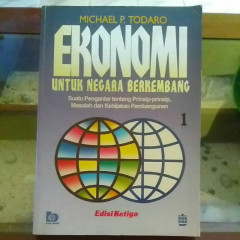 MICHAEL P. TODARO
EKONOMI
UNTUK NEGARA BERKEMBANG
Suatu Pengantar tentang Prinsip-prinsip,
Masalah dan Kebijakan Pembangunan
1
Edisi Ketiga